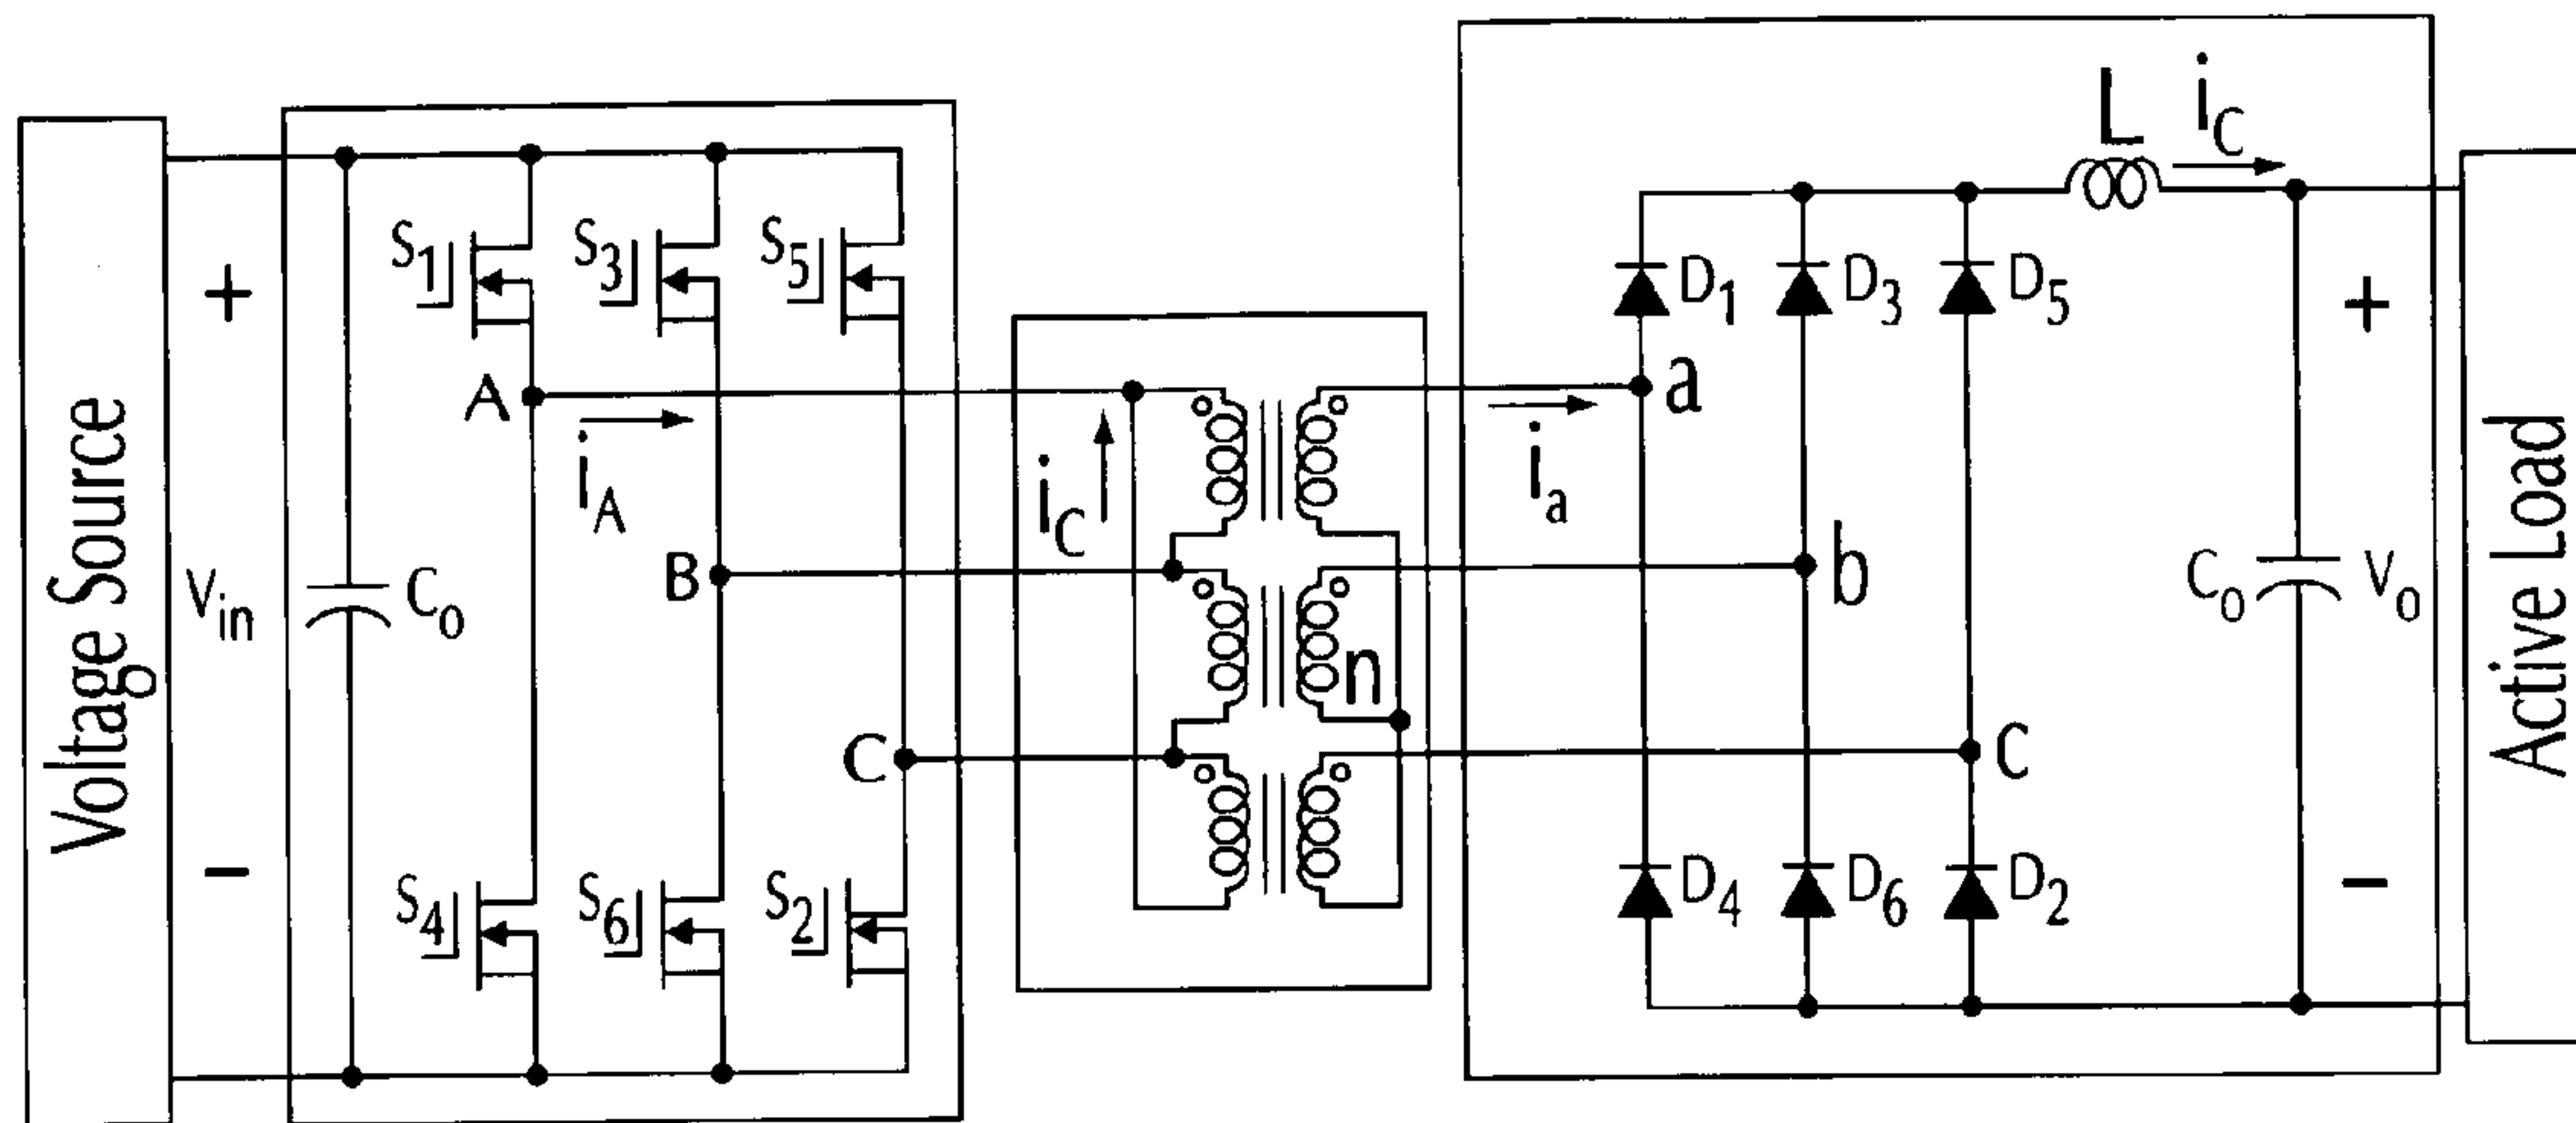 Voltage Source
+
V_in
−
C_o
S_1
S_3
S_5
A
i_A
B
C
S_4
S_6
S_2
i_C
n
i_a
a
b
c
D_1
D_3
D_5
D_4
D_6
D_2
L
i_C
+
C_o
V_o
−
Active Load